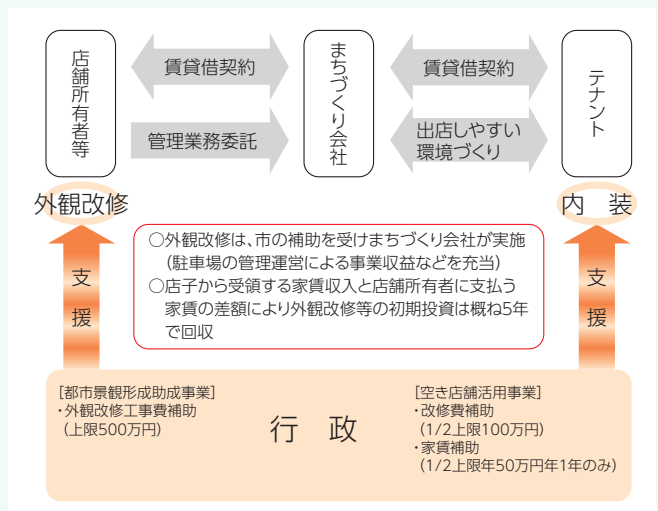 店舗所有者等
賃貸借契約
まちづくり会社
賃貸借契約
テナント
管理業務委託
出店しやすい
環境づくり
外観改修
内 装
○外観改修は、市の補助を受けまちづくり会社が実施
(駐車場の管理運営による事業収益などを充当)
○店子から受領する家賃収入と店舗所有者に支払う
家賃の差額により外観改修等の初期投資は概ね5年
で回収
支援
支援
[都市景観形成助成事業]
・外観改修工事費補助
(上限500万円)
行 政
[空き店舗活用事業]
・改修費補助
(1/2上限100万円)
・家賃補助
(1/2上限年50万円年1年のみ)